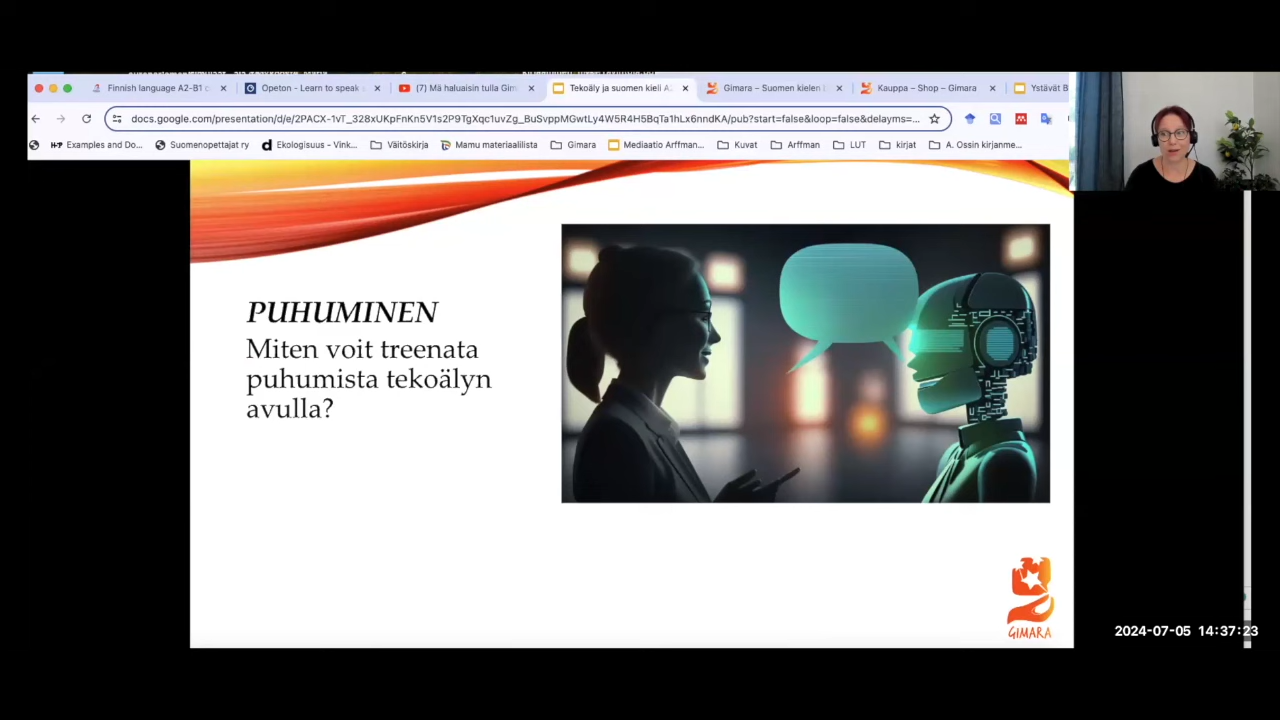 Finnish language A2-B1 c
Opeton - Learn to speak
(7) Mä haluaisin tulla Gim
Tekoäly ja suomen kieli A
Gimara – Suomen kielen
Kauppa – Shop – Gimara
Ystävät B
docs.google.com/presentation/d/e/2PACX-1vT_328xUKpFnKn5V1s2P9TgXqc1uvZg_BuSvppMGwtLy4W5R4H5BqTa1hLx6nndKA/pub?start=false&loop=false&delayms=...
Examples and Do...
Suomenopettajat ry
Ekologisuus - Vink...
Väitöskirja
Mamu materiaalilista
Gimara
Mediaatio Arffman...
Kuvat
Arffman
LUT
kirjat
A. Ossin kirjanme...
PUHUMINEN
Miten voit treenata
puhumista tekoälyn
avulla?
GIMARA
2024-07-05 14:37:23